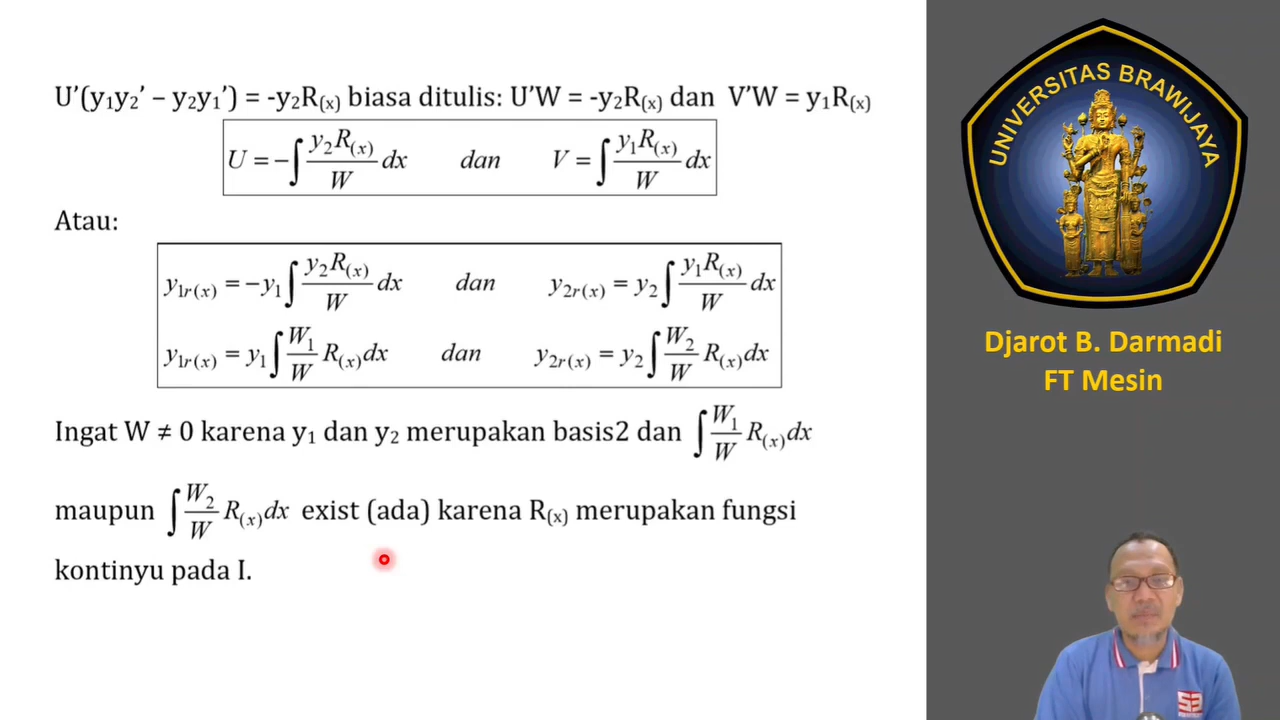 U'(y₁y₂' – y₂y₁') = -y₂R₍ₓ₎ biasa ditulis: U'W = -y₂R₍ₓ₎ dan V'W = y₁R₍ₓ₎
U = −∫ y₂R₍ₓ₎/W dx dan V = ∫ y₁R₍ₓ₎/W dx
Atau:
y₁ᵣ₍ₓ₎ = −y₁∫ y₂R₍ₓ₎/W dx dan y₂ᵣ₍ₓ₎ = y₂∫ y₁R₍ₓ₎/W dx
y₁ᵣ₍ₓ₎ = y₁∫ W₁/W R₍ₓ₎dx dan y₂ᵣ₍ₓ₎ = y₂∫ W₂/W R₍ₓ₎dx
Ingat W ≠ 0 karena y₁ dan y₂ merupakan basis2 dan ∫ W₁/W R₍ₓ₎dx
maupun ∫ W₂/W R₍ₓ₎dx exist (ada) karena R₍ₓ₎ merupakan fungsi
kontinyu pada I.
UNIVERSITAS BRAWIJAYA
Djarot B. Darmadi
FT Mesin